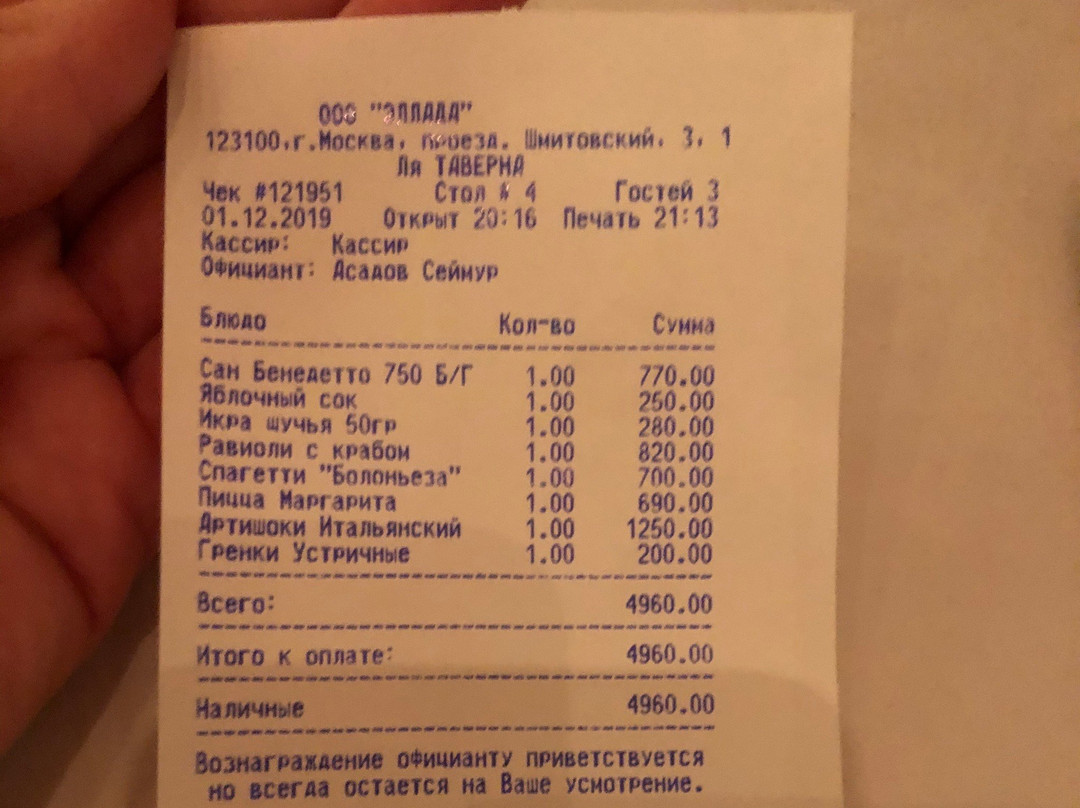 ООО "ЭЛЛАДА"
123100,г.Москва, проезд. Шмитовский, 3, 1
Ля ТАВЕРНА
Чек #121951 Стол # 4 Гостей 3
01.12.2019 Открыт 20:16 Печать 21:13
Кассир: Кассир
Официант: Асадов Сеймур
Блюдо Кол-во Сумма
Сан Бенедетто 750 Б/Г 1.00 770.00
Яблочный сок 1.00 250.00
Икра щучья 50гр 1.00 280.00
Равиоли с крабом 1.00 820.00
Спагетти "Болоньеза" 1.00 700.00
Пицца Маргарита 1.00 690.00
Артишоки Итальянский 1.00 1250.00
Гренки Устричные 1.00 200.00
Всего: 4960.00
Итого к оплате: 4960.00
Наличные 4960.00
Вознаграждение официанту приветствуется
но всегда остается на Ваше усмотрение.